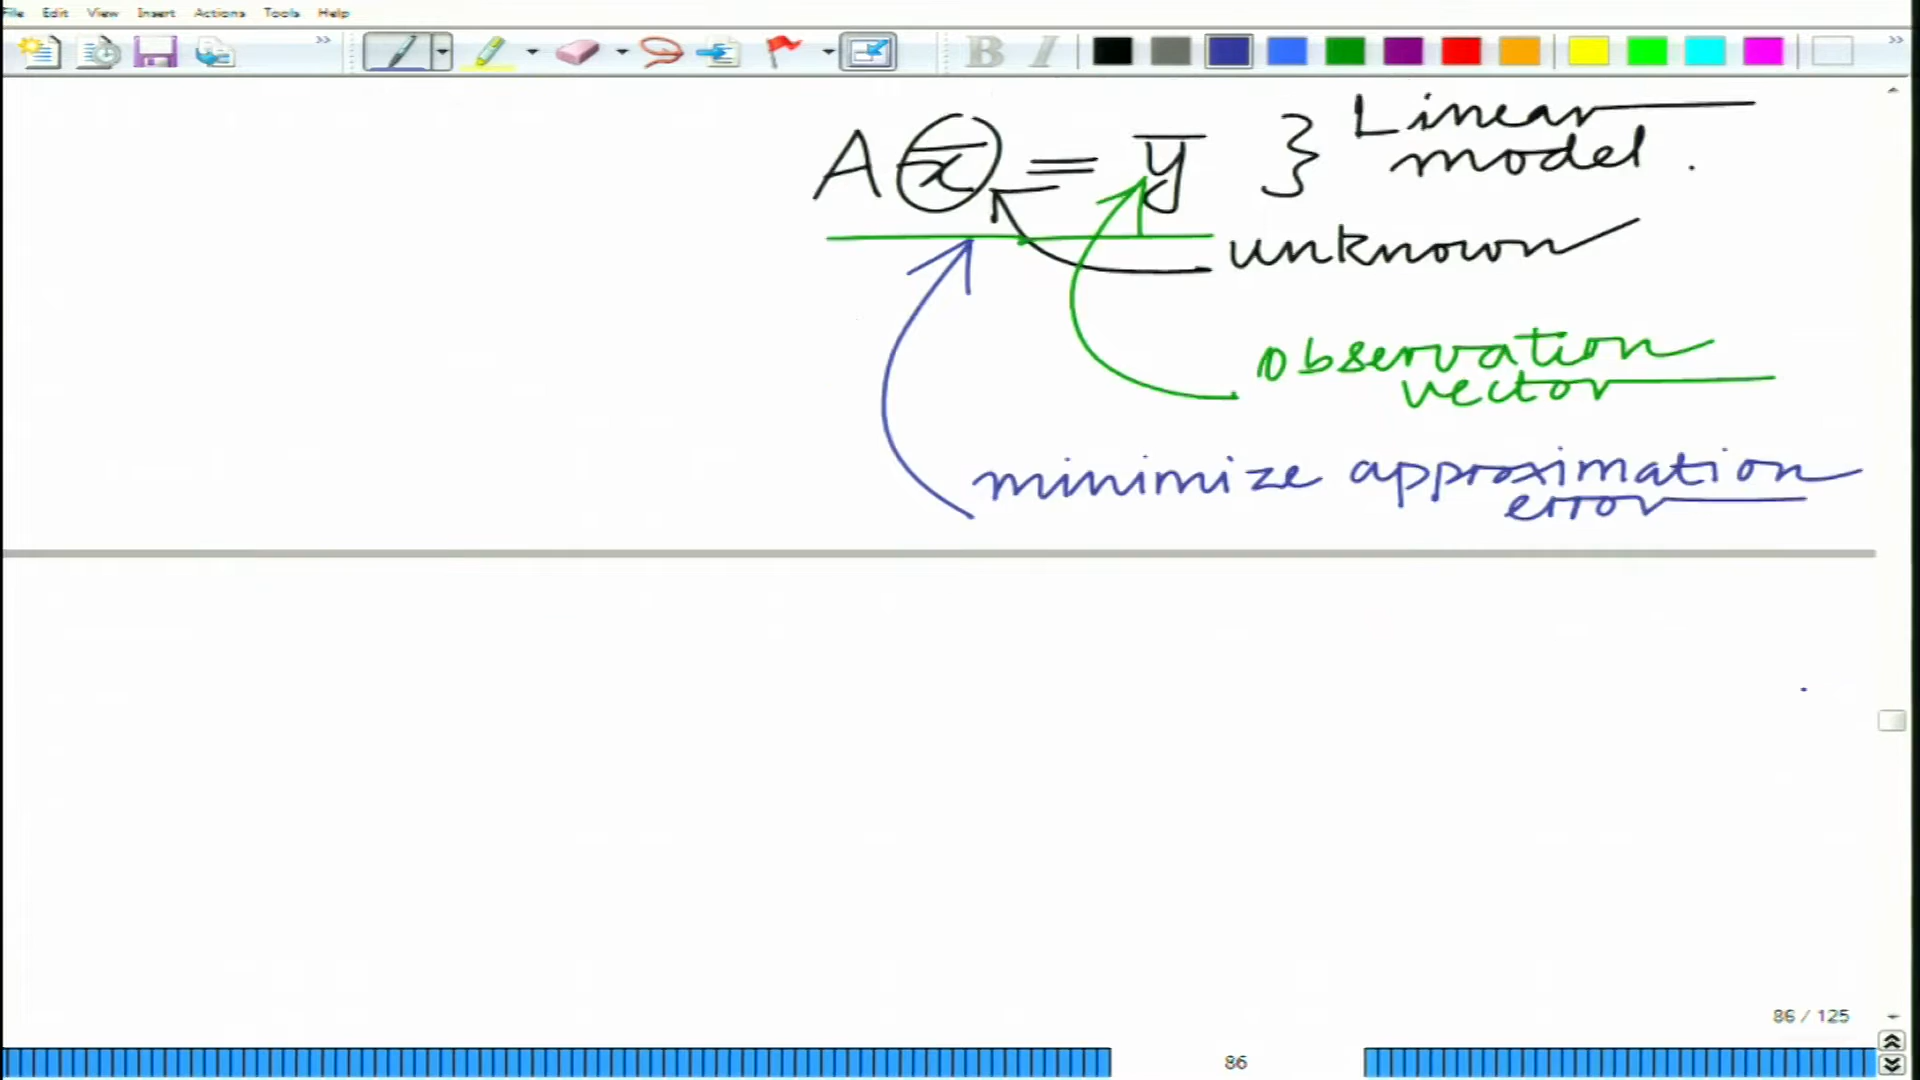 File Edit View Insert Actions Tools Help
B I
A x̄ = ȳ } Linear
model.
unknown
observation
vector
minimize approximation
error
86 / 125
86